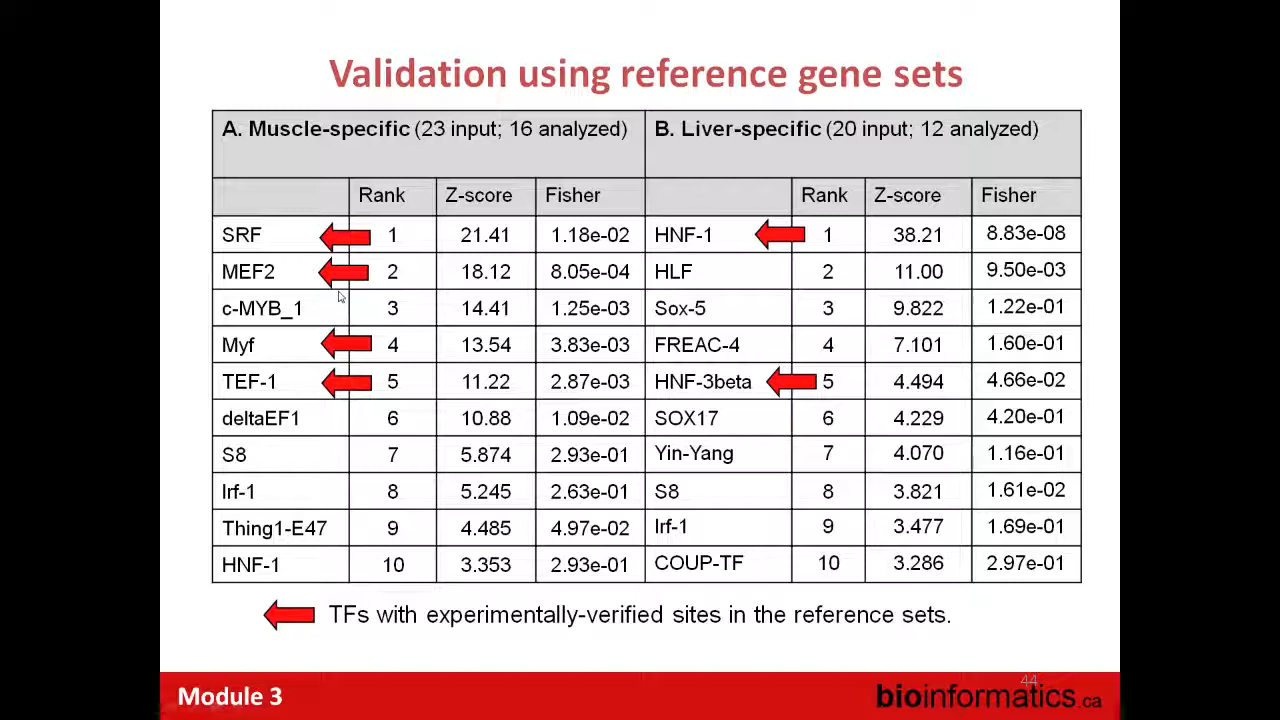 Validation using reference gene sets
A. Muscle-specific (23 input; 16 analyzed) B. Liver-specific (20 input; 12 analyzed)
Rank Z-score Fisher Rank Z-score Fisher
SRF 1 21.41 1.18e-02 HNF-1 1 38.21 8.83e-08
MEF2 2 18.12 8.05e-04 HLF 2 11.00 9.50e-03
c-MYB_1 3 14.41 1.25e-03 Sox-5 3 9.822 1.22e-01
Myf 4 13.54 3.83e-03 FREAC-4 4 7.101 1.60e-01
TEF-1 5 11.22 2.87e-03 HNF-3beta 5 4.494 4.66e-02
deltaEF1 6 10.88 1.09e-02 SOX17 6 4.229 4.20e-01
S8 7 5.874 2.93e-01 Yin-Yang 7 4.070 1.16e-01
Irf-1 8 5.245 2.63e-01 S8 8 3.821 1.61e-02
Thing1-E47 9 4.485 4.97e-02 Irf-1 9 3.477 1.69e-01
HNF-1 10 3.353 2.93e-01 COUP-TF 10 3.286 2.97e-01
TFs with experimentally-verified sites in the reference sets.
44
Module 3 bioinformatics.ca